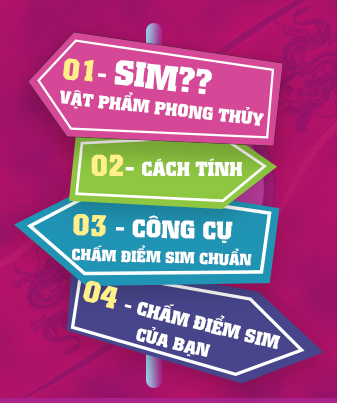 01- SIM??
VẬT PHẨM PHONG THỦY
02- CÁCH TÍNH
03 - CÔNG CỤ
CHẤM ĐIỂM SIM CHUẨN
04 - CHẤM ĐIỂM SIM
CỦA BẠN